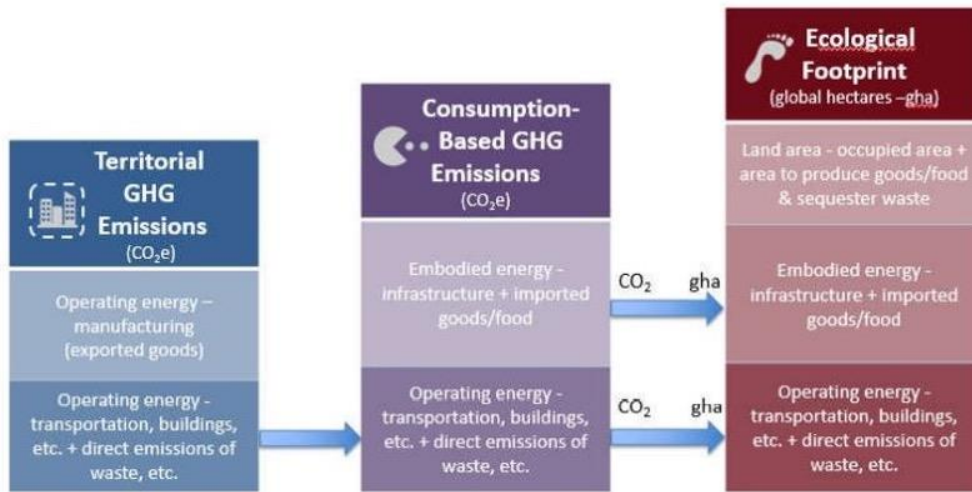 Territorial
GHG
Emissions
(CO₂e)
Operating energy –
manufacturing
(exported goods)
Operating energy -
transportation, buildings,
etc. + direct emissions of
waste, etc.
Consumption-
Based GHG
Emissions
(CO₂e)
Embodied energy -
infrastructure + imported
goods/food
Operating energy -
transportation, buildings,
etc. + direct emissions of
waste, etc.
CO₂ gha
CO₂ gha
Ecological
Footprint
(global hectares –gha)
Land area - occupied area +
area to produce goods/food
& sequester waste
Embodied energy -
infrastructure + imported
goods/food
Operating energy -
transportation, buildings,
etc. + direct emissions of
waste, etc.